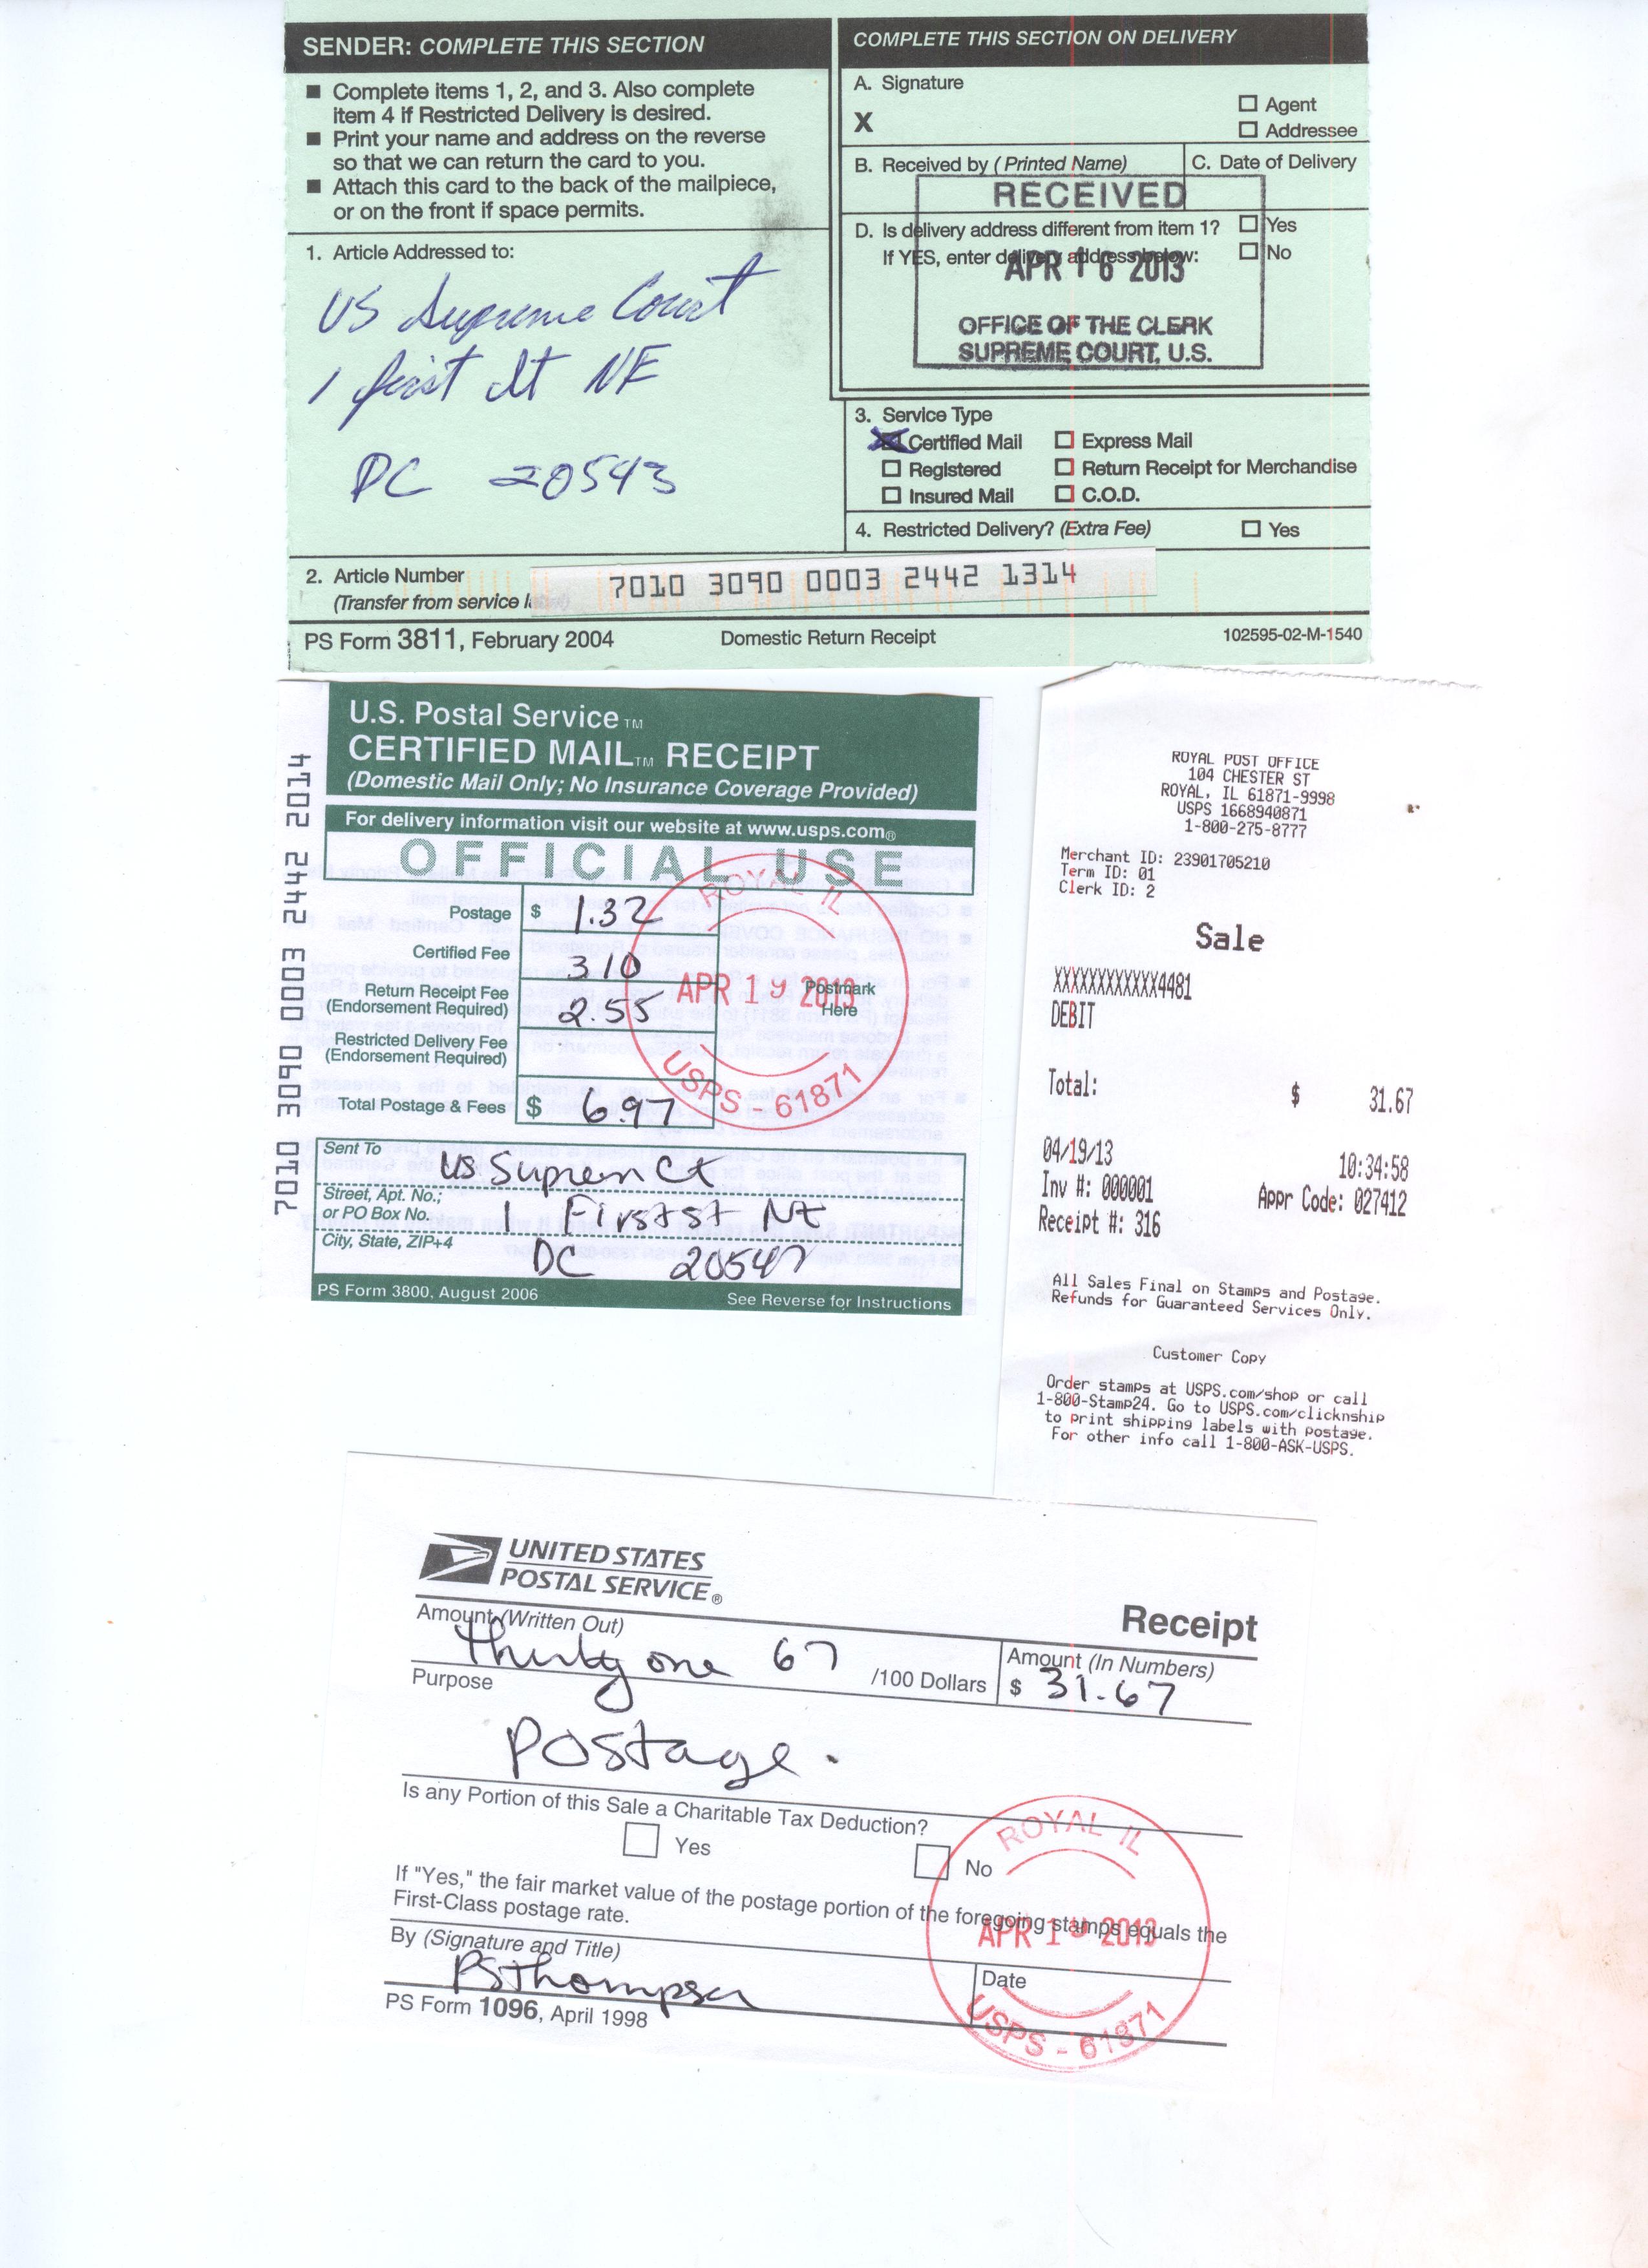 SENDER: COMPLETE THIS SECTION
■ Complete items 1, 2, and 3. Also complete
item 4 if Restricted Delivery is desired.
■ Print your name and address on the reverse
so that we can return the card to you.
■ Attach this card to the back of the mailpiece,
or on the front if space permits.
1. Article Addressed to:
US Supreme Court
1 first St NE
DC 20543
COMPLETE THIS SECTION ON DELIVERY
A. Signature
X
☐ Agent
☐ Addressee
B. Received by (Printed Name)
C. Date of Delivery
D. Is delivery address different from item 1? ☐ Yes
If YES, enter delivery address below: ☐ No
RECEIVED
APR 16 2013
OFFICE OF THE CLERK
SUPREME COURT, U.S.
3. Service Type
Certified Mail ☐ Express Mail
☐ Registered ☐ Return Receipt for Merchandise
☐ Insured Mail ☐ C.O.D.
4. Restricted Delivery? (Extra Fee) ☐ Yes
2. Article Number
(Transfer from service
7010 3090 0003 2442 1314
PS Form 3811, February 2004 Domestic Return Receipt 102595-02-M-1540
7010 3090 0003 2442 2014
U.S. Postal Service TM
CERTIFIED MAIL TM RECEIPT
(Domestic Mail Only; No Insurance Coverage Provided)
For delivery information visit our website at www.usps.com®
OFFICIAL USE
Postage $ 1.32
Certified Fee 3.10
Return Receipt Fee
(Endorsement Required) 2.55
Restricted Delivery Fee
(Endorsement Required)
Total Postage & Fees $ 6.97
Postmark
Here
ROYAL IL
APR 19 2013
USPS - 61871
Sent To US Suprem Ct
Street, Apt. No.;
or PO Box No. 1 First st NE
City, State, ZIP+4 DC 20547
PS Form 3800, August 2006 See Reverse for Instructions
ROYAL POST OFFICE
104 CHESTER ST
ROYAL, IL 61871-9998
USPS 1668940871
1-800-275-8777
Merchant ID: 23901705210
Term ID: 01
Clerk ID: 2
Sale
XXXXXXXXXXXX4481
DEBIT
Total: $ 31.67
04/19/13 10:34:58
Inv #: 000001 Appr Code: 027412
Receipt #: 316
All Sales Final on Stamps and Postage.
Refunds for Guaranteed Services Only.
Customer Copy
Order stamps at USPS.com/shop or call
1-800-Stamp24. Go to USPS.com/clicknship
to print shipping labels with postage.
For other info call 1-800-ASK-USPS.
UNITED STATES
POSTAL SERVICE®
Receipt
Amount (Written Out)
thirty one 67 /100 Dollars
Amount (In Numbers)
$ 31.67
Purpose
Postage.
Is any Portion of this Sale a Charitable Tax Deduction?
☐ Yes ☐ No
If "Yes," the fair market value of the postage portion of the foregoing stamps equals the
First-Class postage rate.
By (Signature and Title)
PSThompson
Date
ROYAL IL
APR 19 2013
USPS - 61871
PS Form 1096, April 1998